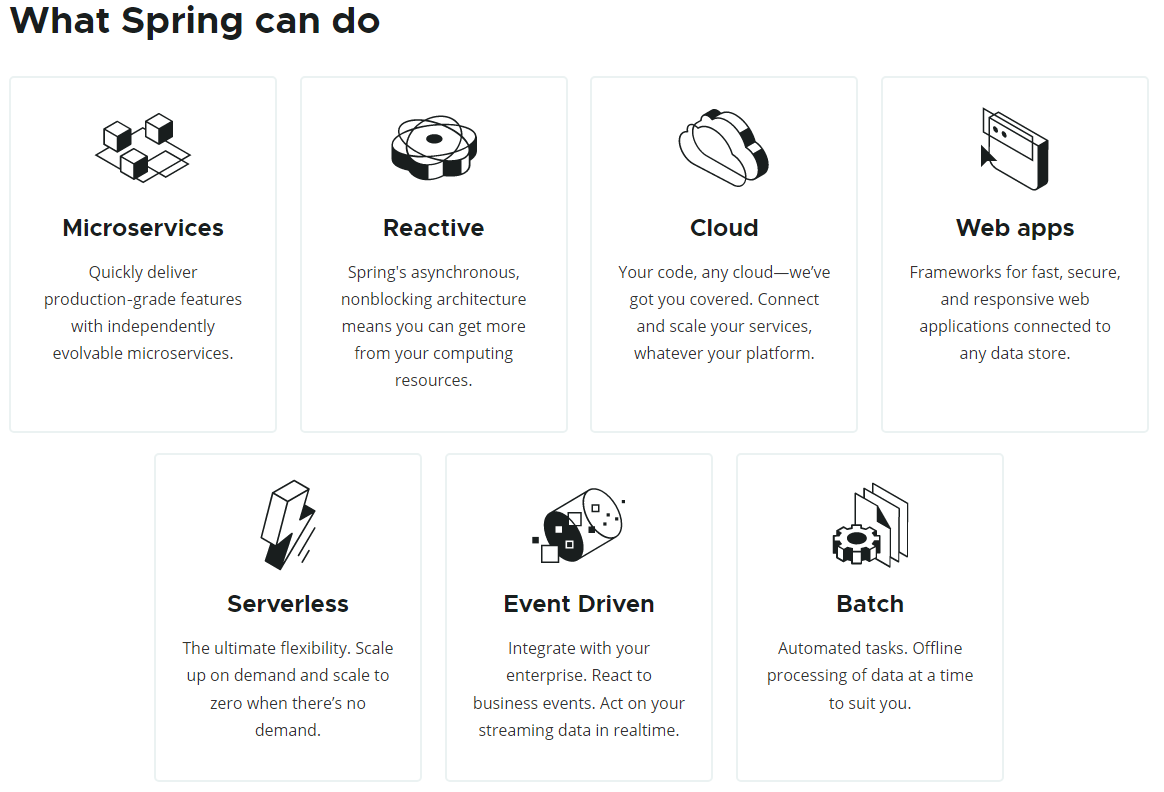 What Spring can do
Microservices
Quickly deliver
production-grade features
with independently
evolvable microservices.
Reactive
Spring's asynchronous,
nonblocking architecture
means you can get more
from your computing
resources.
Cloud
Your code, any cloud—we’ve
got you covered. Connect
and scale your services,
whatever your platform.
Web apps
Frameworks for fast, secure,
and responsive web
applications connected to
any data store.
Serverless
The ultimate flexibility. Scale
up on demand and scale to
zero when there’s no
demand.
Event Driven
Integrate with your
enterprise. React to
business events. Act on your
streaming data in realtime.
Batch
Automated tasks. Offline
processing of data at a time
to suit you.